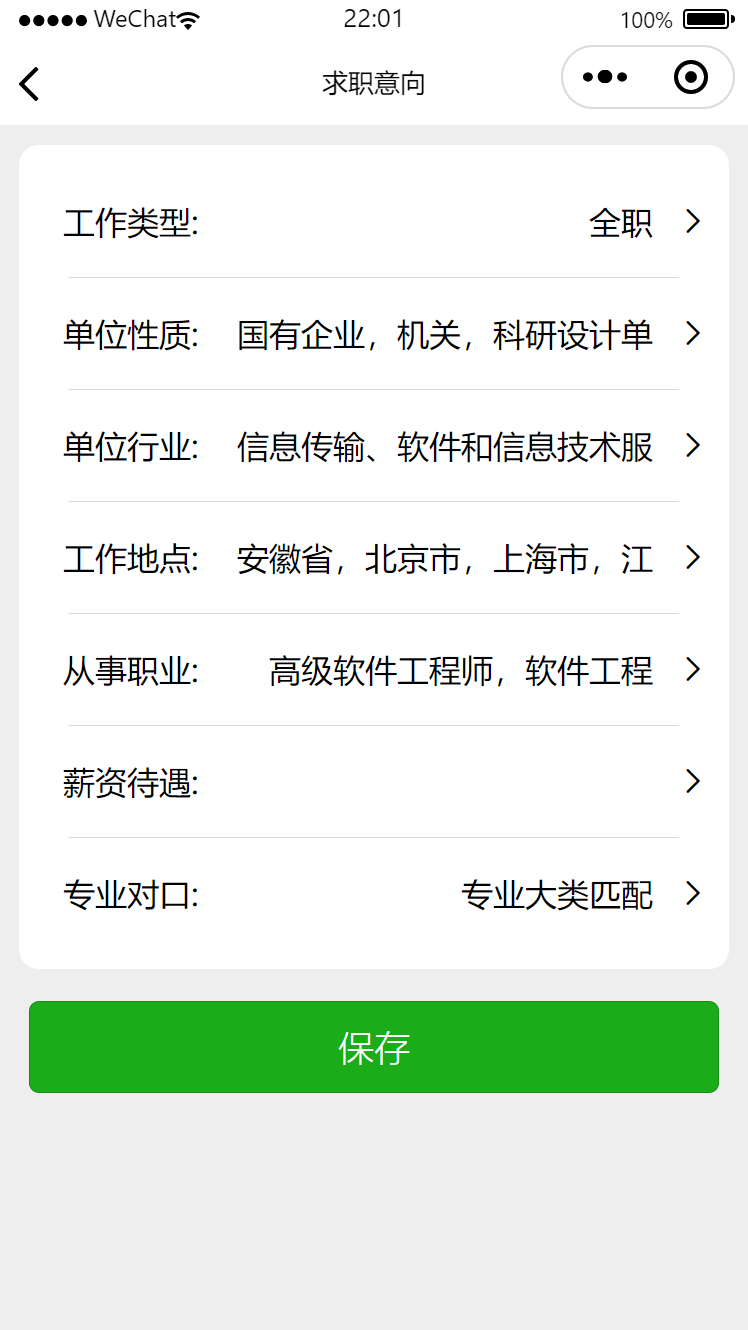 WeChat 22:01 100%
求职意向
工作类型: 全职
单位性质: 国有企业，机关，科研设计单
单位行业: 信息传输、软件和信息技术服
工作地点: 安徽省，北京市，上海市，江
从事职业: 高级软件工程师，软件工程
薪资待遇:
专业对口: 专业大类匹配
保存